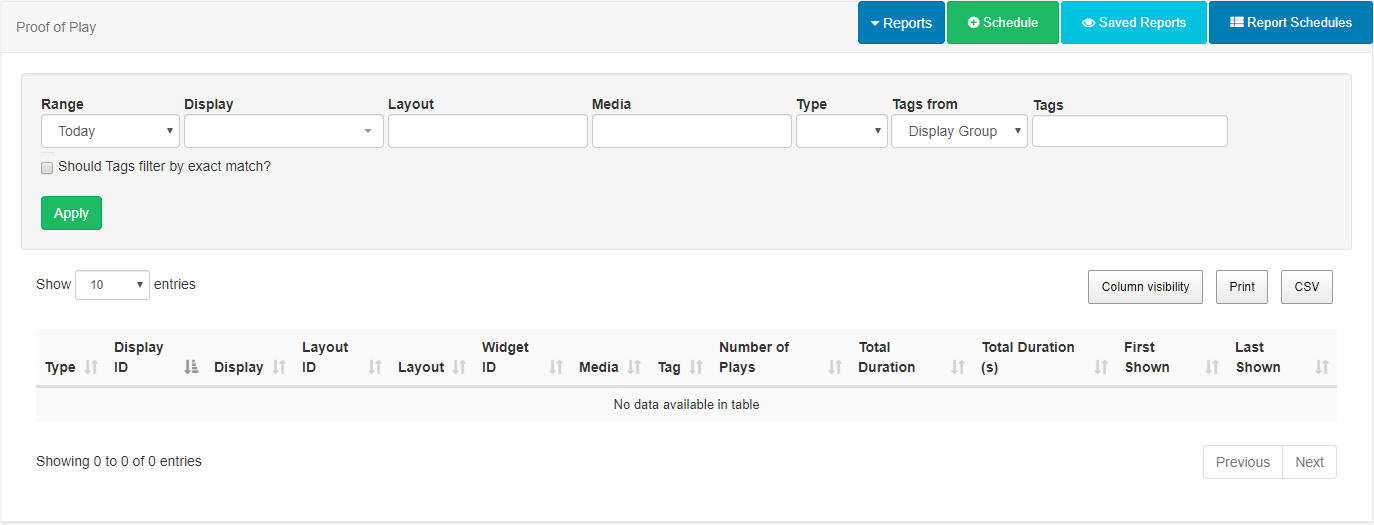 Proof of Play
Reports
Schedule
Saved Reports
Report Schedules
Range Display Layout Media Type Tags from Tags
Today Display Group
Should Tags filter by exact match?
Apply
Show 10 entries
Column visibility Print CSV
Type Display ID Display Layout ID Layout Widget ID Media Tag Number of Plays Total Duration Total Duration (s) First Shown Last Shown
No data available in table
Showing 0 to 0 of 0 entries
Previous Next